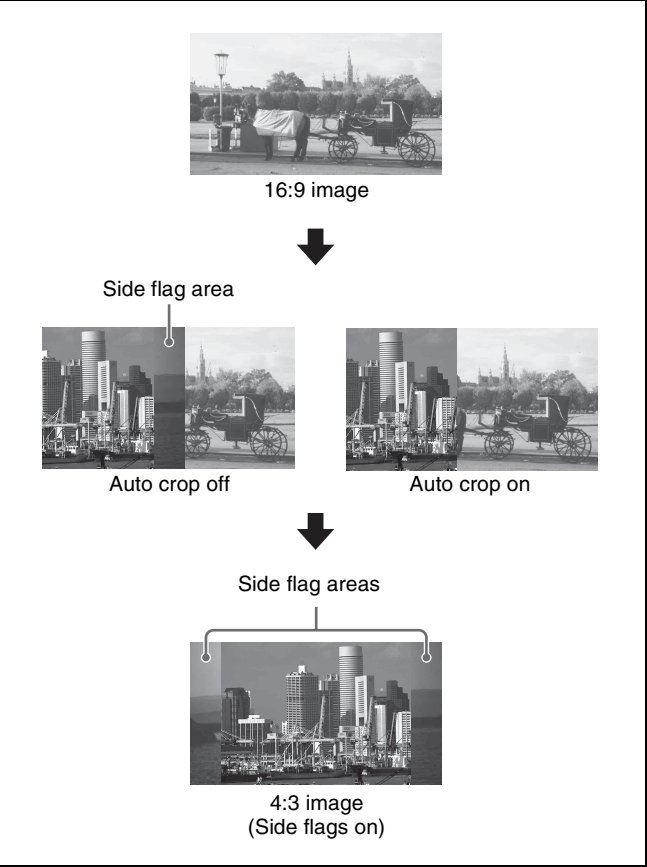 16:9 image
Side flag area
Auto crop off
Auto crop on
Side flag areas
4:3 image
(Side flags on)